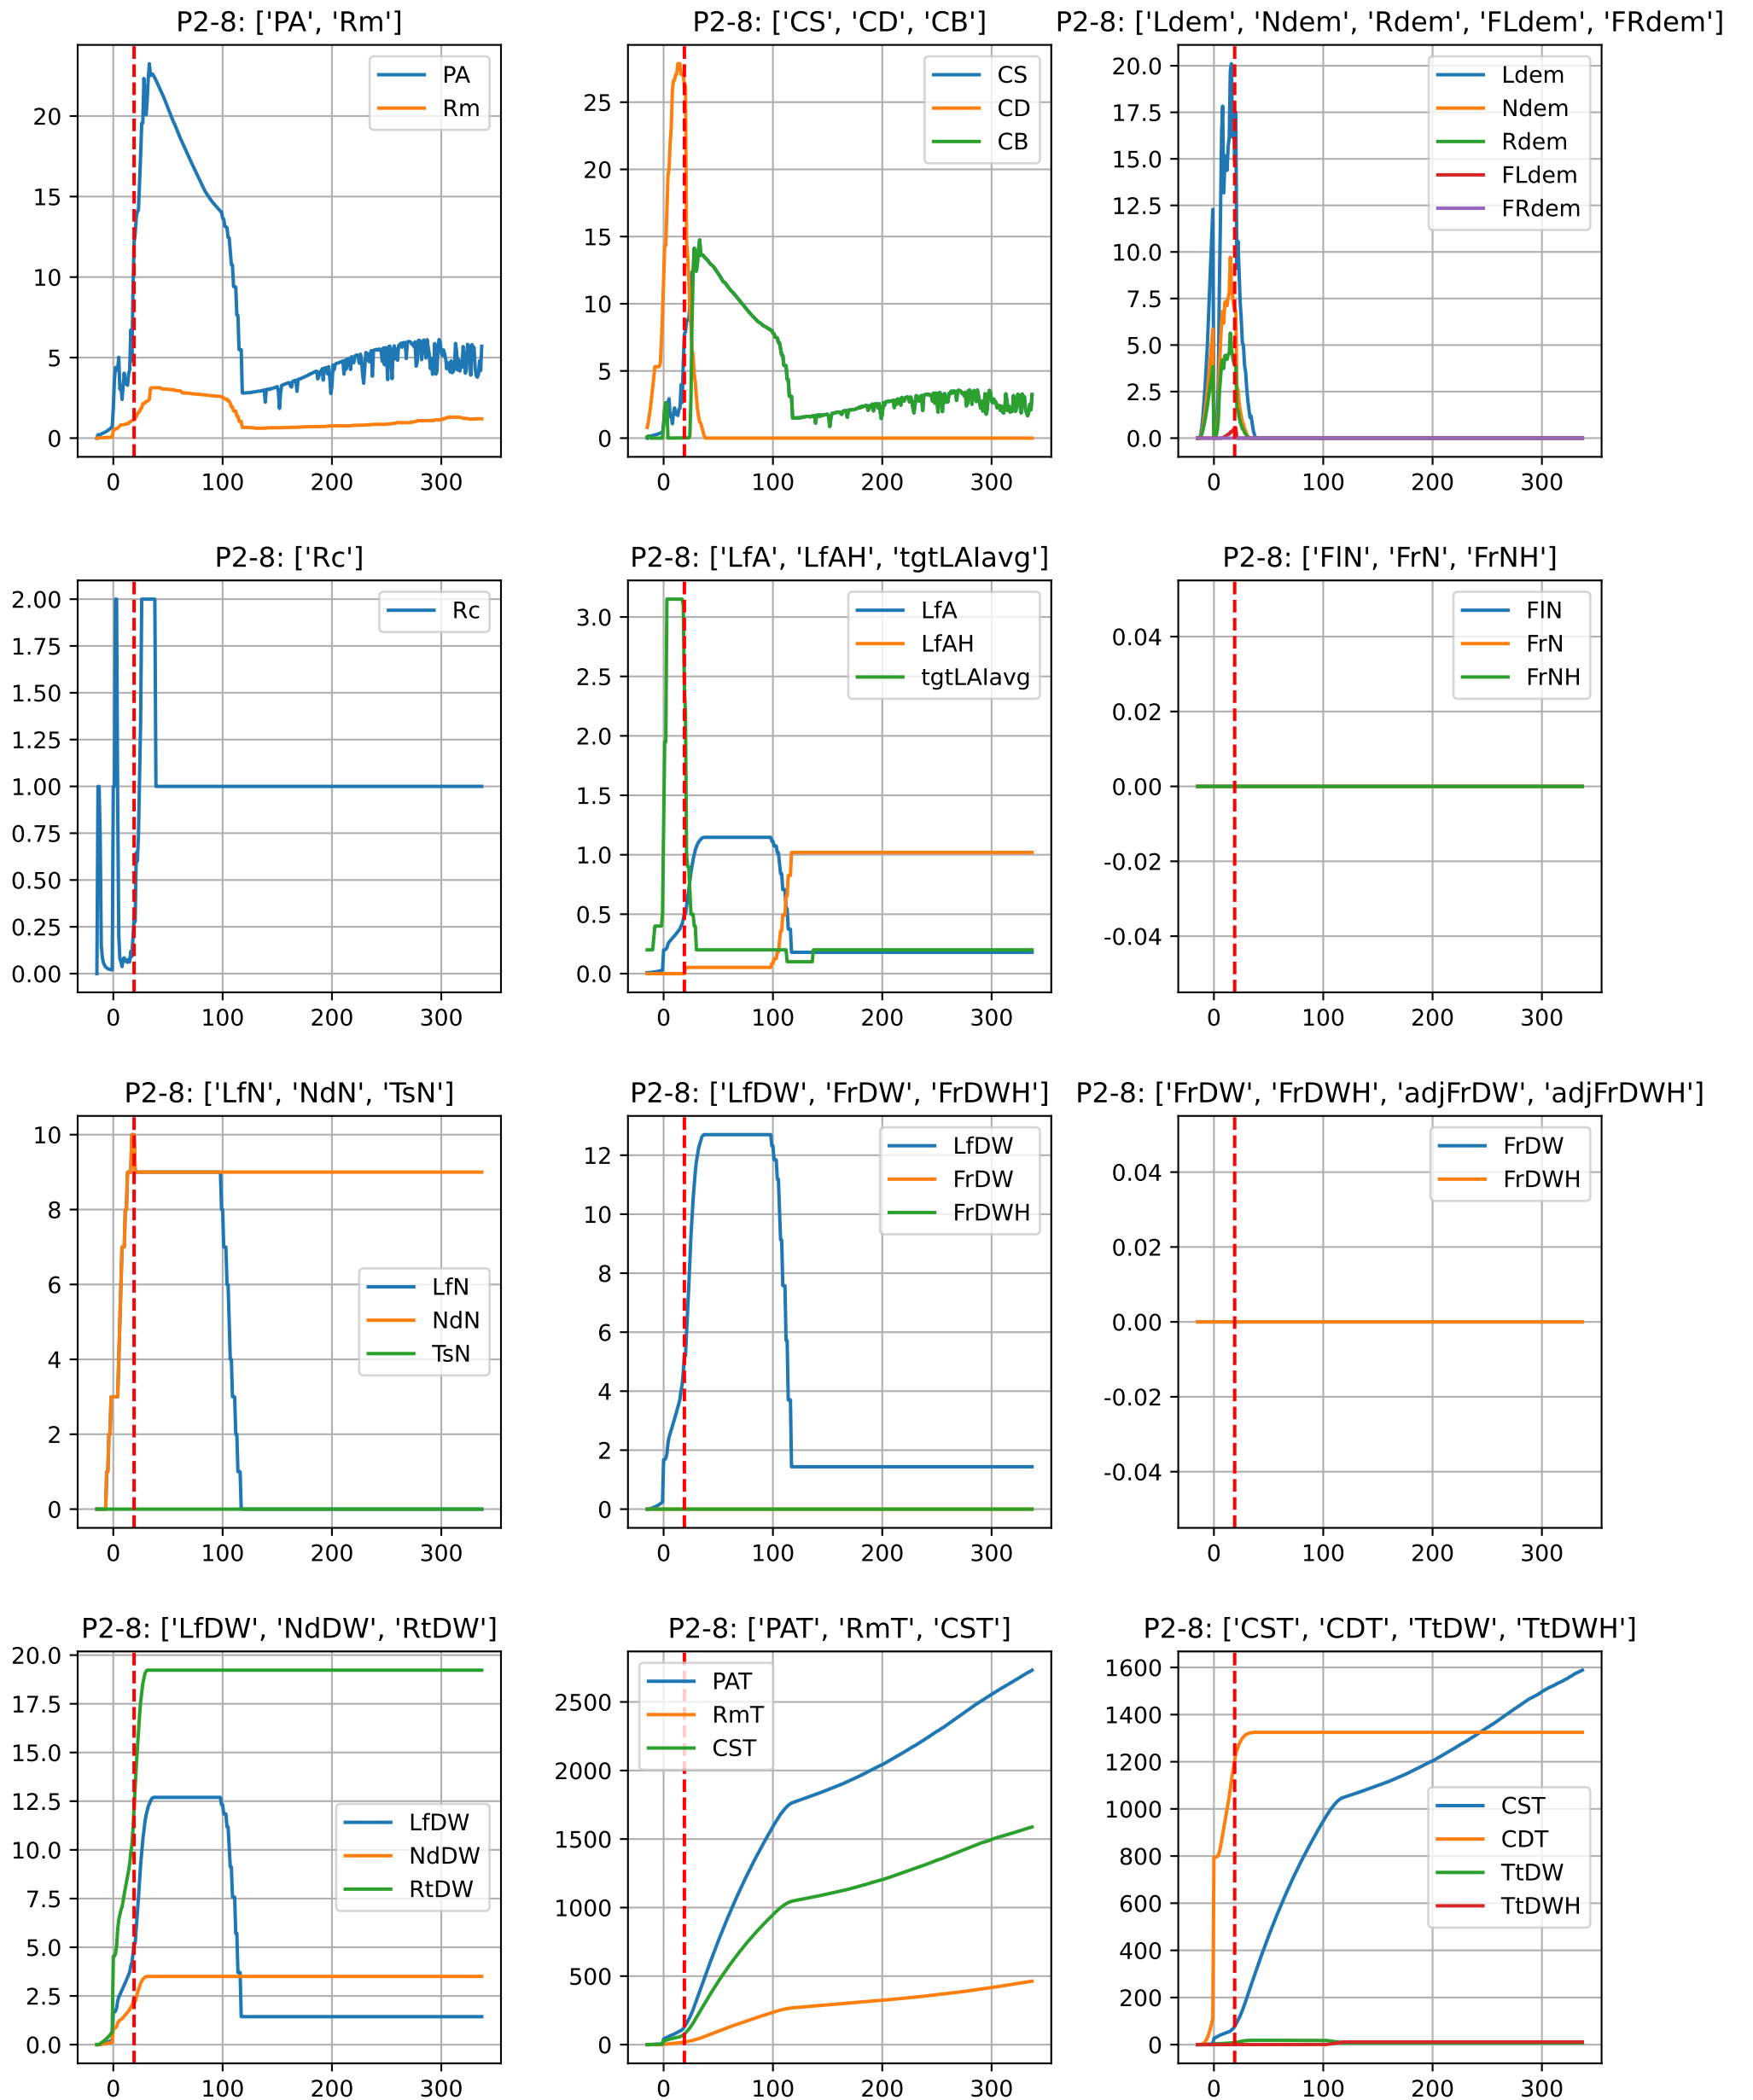 P2-8: ['PA', 'Rm']
PA
Rm
20
15
10
5
0
0 100 200 300
P2-8: ['CS', 'CD', 'CB']
CS
CD
CB
25
20
15
10
5
0
0 100 200 300
P2-8: ['Ldem', 'Ndem', 'Rdem', 'FLdem', 'FRdem']
Ldem
Ndem
Rdem
FLdem
FRdem
20.0
17.5
15.0
12.5
10.0
7.5
5.0
2.5
0.0
0 100 200 300
P2-8: ['Rc']
Rc
2.00
1.75
1.50
1.25
1.00
0.75
0.50
0.25
0.00
0 100 200 300
P2-8: ['LfA', 'LfAH', 'tgtLAIavg']
LfA
LfAH
tgtLAIavg
3.0
2.5
2.0
1.5
1.0
0.5
0.0
0 100 200 300
P2-8: ['FlN', 'FrN', 'FrNH']
FlN
FrN
FrNH
0.04
0.02
0.00
-0.02
-0.04
0 100 200 300
P2-8: ['LfN', 'NdN', 'TsN']
LfN
NdN
TsN
10
8
6
4
2
0
0 100 200 300
P2-8: ['LfDW', 'FrDW', 'FrDWH']
LfDW
FrDW
FrDWH
12
10
8
6
4
2
0
0 100 200 300
P2-8: ['FrDW', 'FrDWH', 'adjFrDW', 'adjFrDWH']
FrDW
FrDWH
0.04
0.02
0.00
-0.02
-0.04
0 100 200 300
P2-8: ['LfDW', 'NdDW', 'RtDW']
LfDW
NdDW
RtDW
20.0
17.5
15.0
12.5
10.0
7.5
5.0
2.5
0.0
0 100 200 300
P2-8: ['PAT', 'RmT', 'CST']
PAT
RmT
CST
2500
2000
1500
1000
500
0
0 100 200 300
P2-8: ['CST', 'CDT', 'TtDW', 'TtDWH']
CST
CDT
TtDW
TtDWH
1600
1400
1200
1000
800
600
400
200
0
0 100 200 300